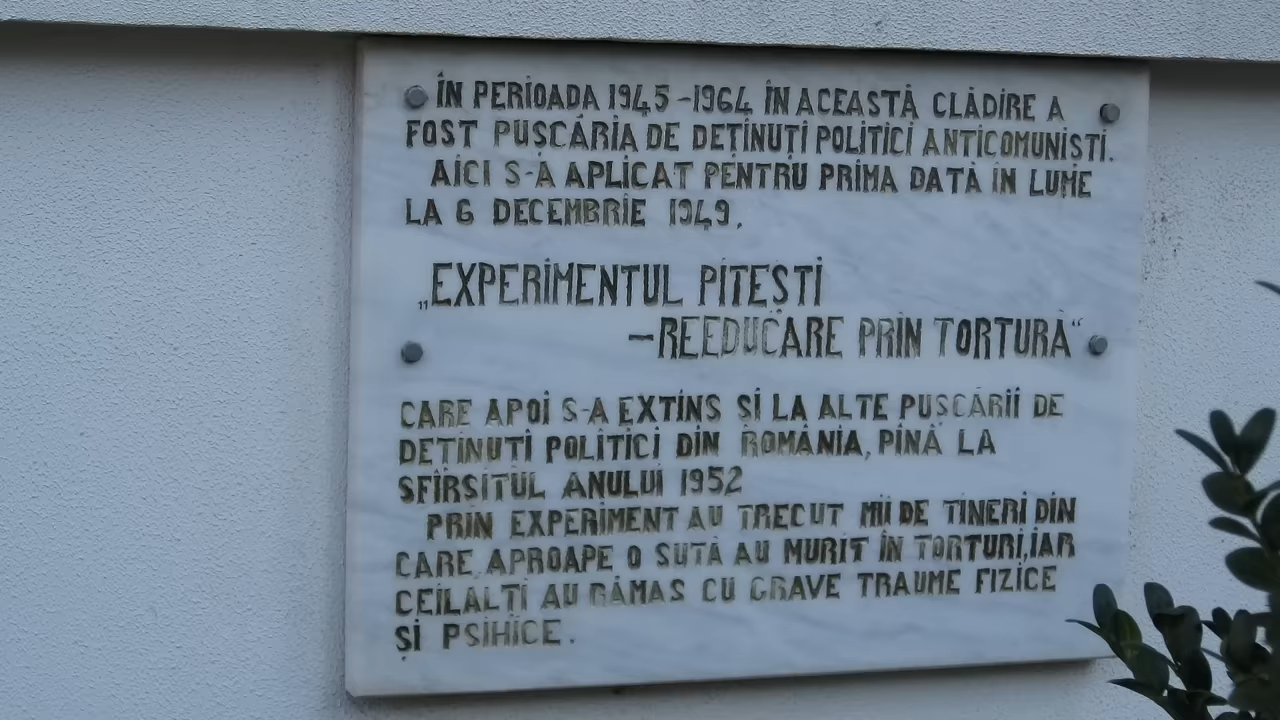 ÎN PERIOADA 1945-1964 ÎN ACEASTĂ CLĂDIRE A
FOST PUȘCĂRIA DE DEȚINUȚI POLITICI ANTICOMUNIȘTI.
AICI S-A APLICAT PENTRU PRIMA DATĂ ÎN LUME
LA 6 DECEMBRIE 1949,
„EXPERIMENTUL PITEȘTI
-REEDUCARE PRIN TORTURĂ“
CARE APOI S-A EXTINS ȘI LA ALTE PUȘCĂRII DE
DEȚINUȚI POLITICI DIN ROMÂNIA, PÎNĂ LA
SFÎRȘITUL ANULUI 1952
PRIN EXPERIMENT AU TRECUT MII DE TINERI DIN
CARE APROAPE O SUTĂ AU MURIT ÎN TORTURI, IAR
CEILALȚI AU RĂMAS CU GRAVE TRAUME FIZICE
ȘI PSIHICE.